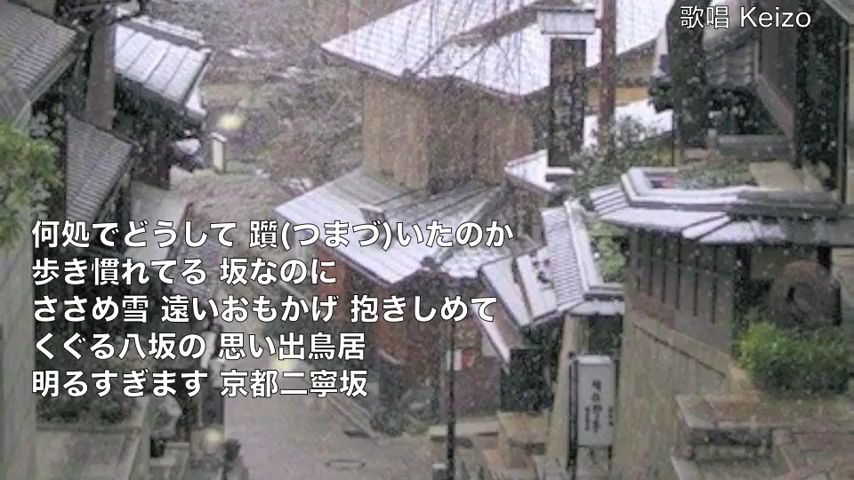 歌唱 Keizo
何処でどうして 躓(つまづ)いたのか
歩き慣れてる 坂なのに
ささめ雪 遠いおもかげ 抱きしめて
くぐる八坂の 思い出鳥居
明るすぎます 京都二寧坂